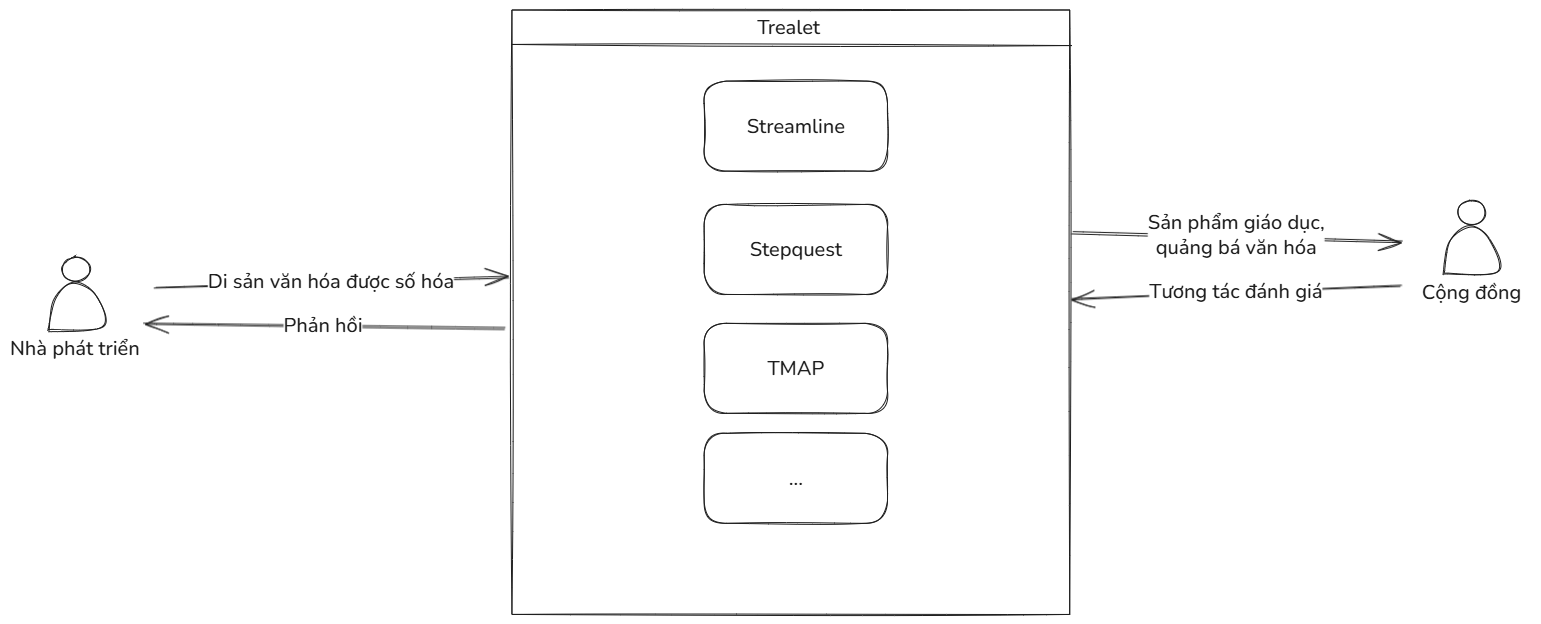 Trealet
Streamline
Stepquest
TMAP
...
Di sản văn hóa được số hóa
Phản hồi
Nhà phát triển
Sản phẩm giáo dục,
quảng bá văn hóa
Tương tác đánh giá
Cộng đồng